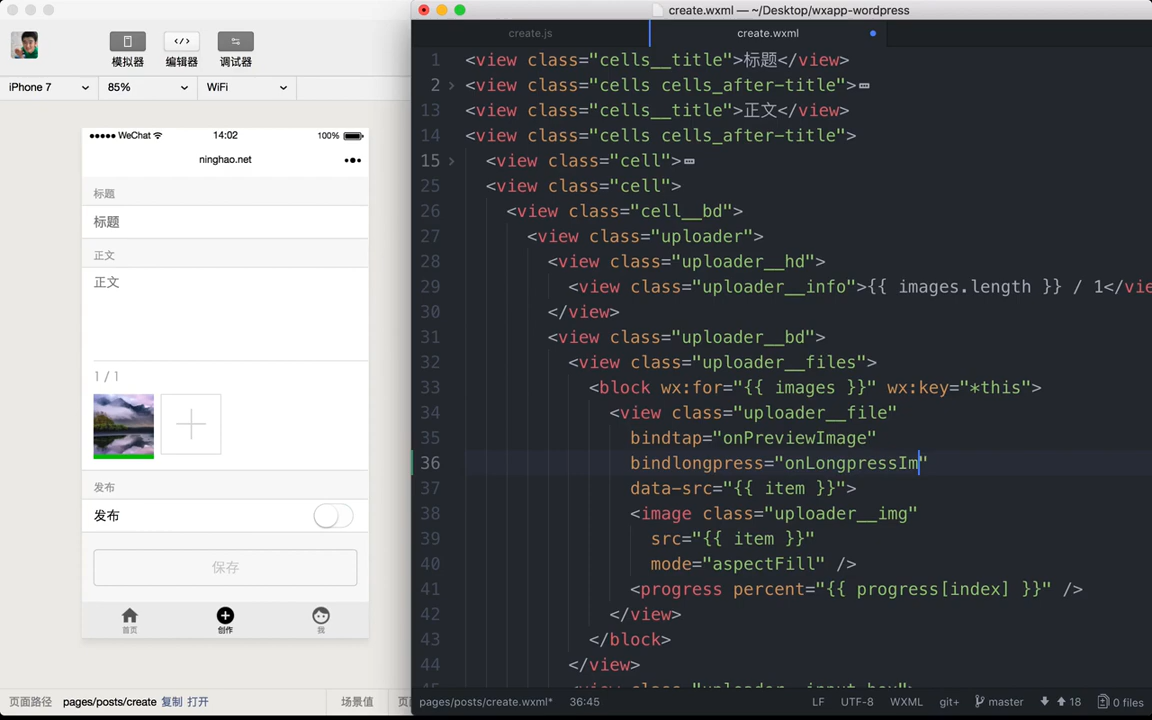 模拟器 编辑器 调试器
iPhone 7 85% WiFi
WeChat 14:02 100%
ninghao.net
标题
标题
正文
正文
1 / 1
发布
发布
保存
首页 创作 我
页面路径 pages/posts/create 复制 打开 场景值 页
create.wxml — ~/Desktop/wxapp-wordpress
create.js create.wxml
1 <view class="cells__title">标题</view>
2 <view class="cells cells_after-title">
13 <view class="cells__title">正文</view>
14 <view class="cells cells_after-title">
15 <view class="cell">
25 <view class="cell">
26 <view class="cell__bd">
27 <view class="uploader">
28 <view class="uploader__hd">
29 <view class="uploader__info">{{ images.length }} / 1</vie
30 </view>
31 <view class="uploader__bd">
32 <view class="uploader__files">
33 <block wx:for="{{ images }}" wx:key="*this">
34 <view class="uploader__file"
35 bindtap="onPreviewImage"
36 bindlongpress="onLongpressIm"
37 data-src="{{ item }}">
38 <image class="uploader__img"
39 src="{{ item }}"
40 mode="aspectFill" />
41 <progress percent="{{ progress[index] }}" />
42 </view>
43 </block>
44 </view>
<view class="uploader__input-box">
pages/posts/create.wxml* 36:45 LF UTF-8 WXML git+ master 18 0 files